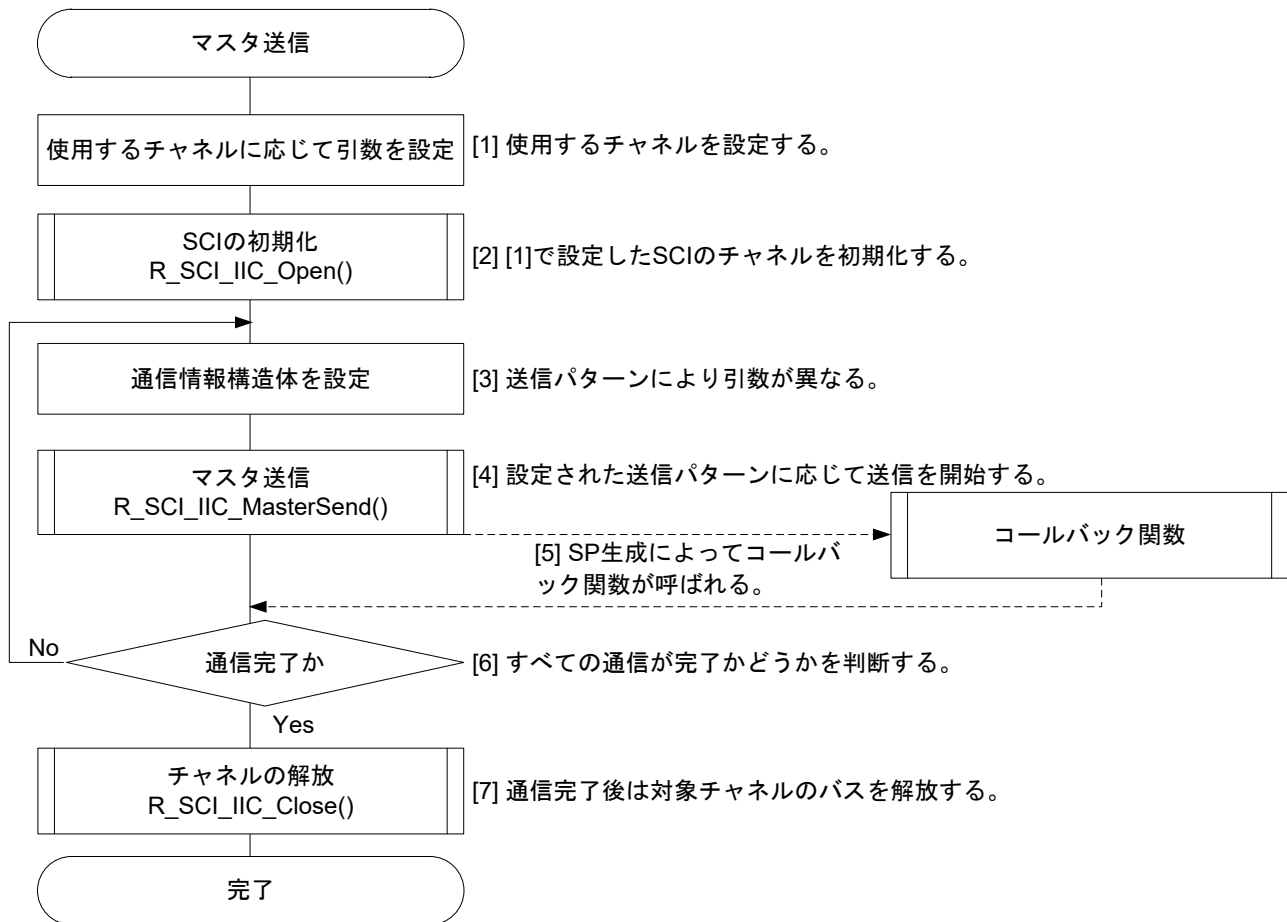 マスタ送信
使用するチャネルに応じて引数を設定
[1] 使用するチャネルを設定する。
SCIの初期化
R_SCI_IIC_Open()
[2] [1]で設定したSCIのチャネルを初期化する。
通信情報構造体を設定
[3] 送信パターンにより引数が異なる。
マスタ送信
R_SCI_IIC_MasterSend()
[4] 設定された送信パターンに応じて送信を開始する。
コールバック関数
[5] SP生成によってコールバ
ック関数が呼ばれる。
No
通信完了か
[6] すべての通信が完了かどうかを判断する。
Yes
チャネルの解放
R_SCI_IIC_Close()
[7] 通信完了後は対象チャネルのバスを解放する。
完了